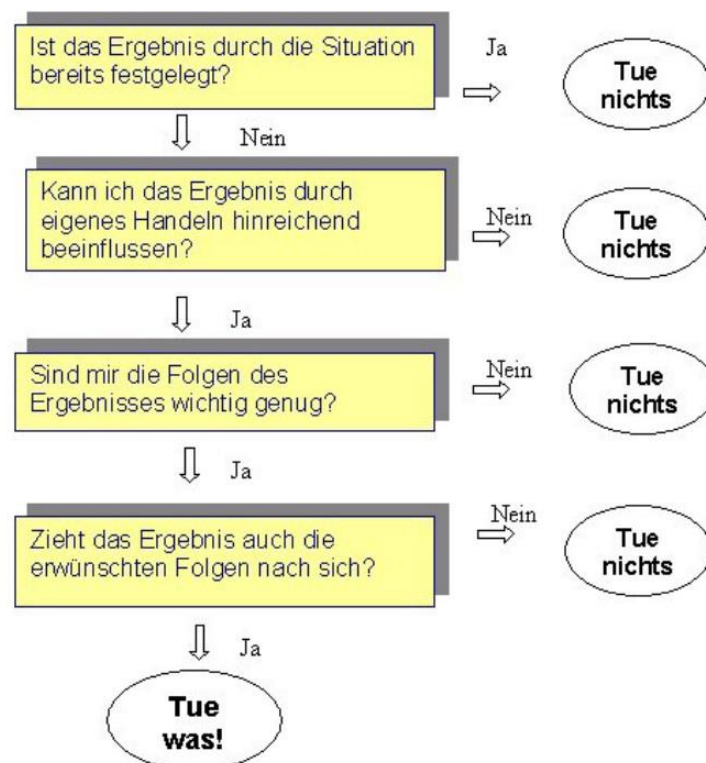 Ist das Ergebnis durch die Situation
bereits festgelegt?
Ja
Tue
nichts
Nein
Kann ich das Ergebnis durch
eigenes Handeln hinreichend
beeinflussen?
Nein
Tue
nichts
Ja
Sind mir die Folgen des
Ergebnisses wichtig genug?
Nein
Tue
nichts
Ja
Zieht das Ergebnis auch die
erwünschten Folgen nach sich?
Nein
Tue
nichts
Ja
Tue
was!